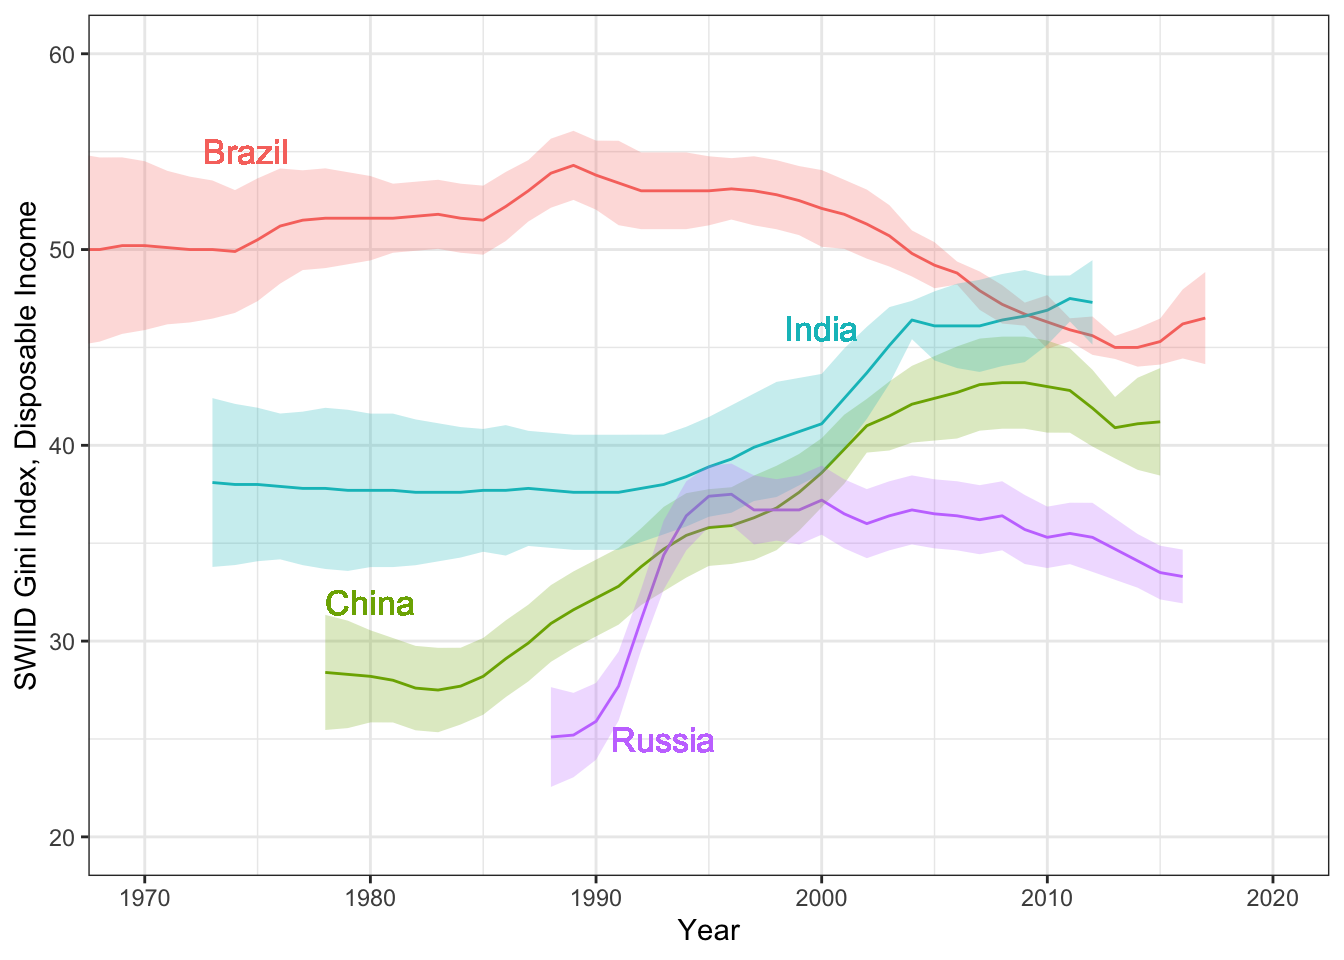 60
50
40
30
20
SWIID Gini Index, Disposable Income
Brazil
India
China
Russia
1970 1980 1990 2000 2010 2020
Year